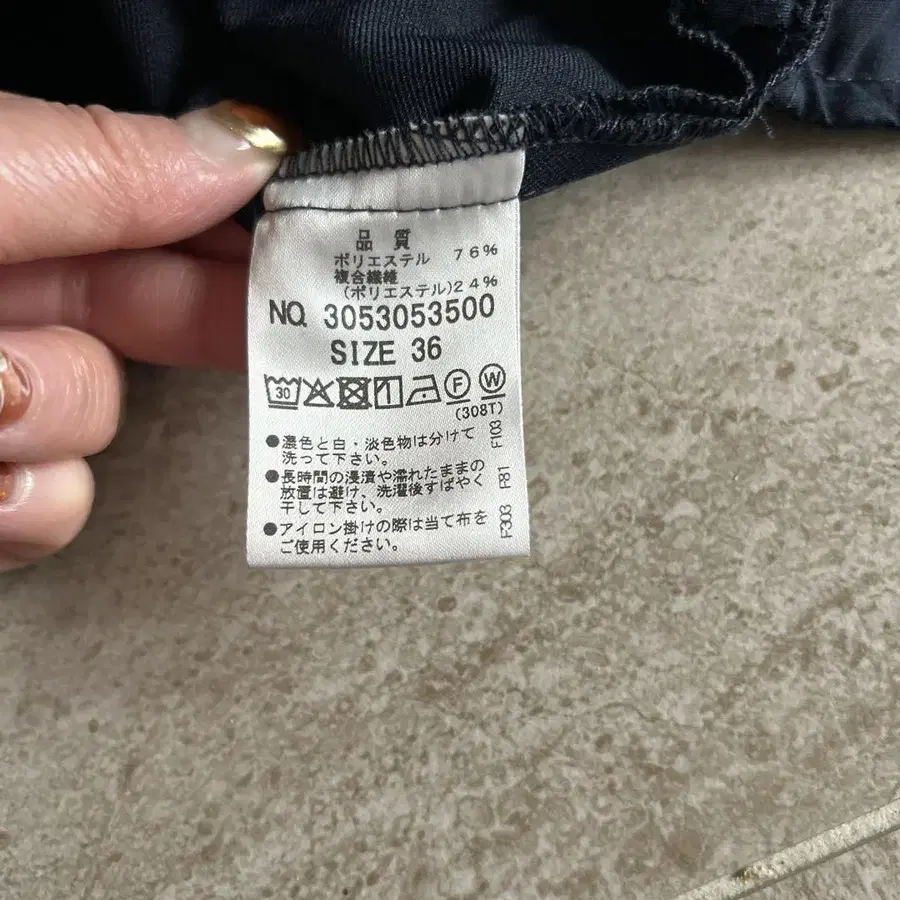 品 質
ポリエステル 76%
複合繊維
(ポリエステル)24%
NO. 3053053500
SIZE 36
30 F W
(308T)
●濃色と白・淡色物は分けて
洗って下さい。
●長時間の浸漬や濡れたままの
放置は避け、洗濯後すばやく
干して下さい。
●アイロン掛けの際は当て布を
ご使用ください。
F303 F81 F103